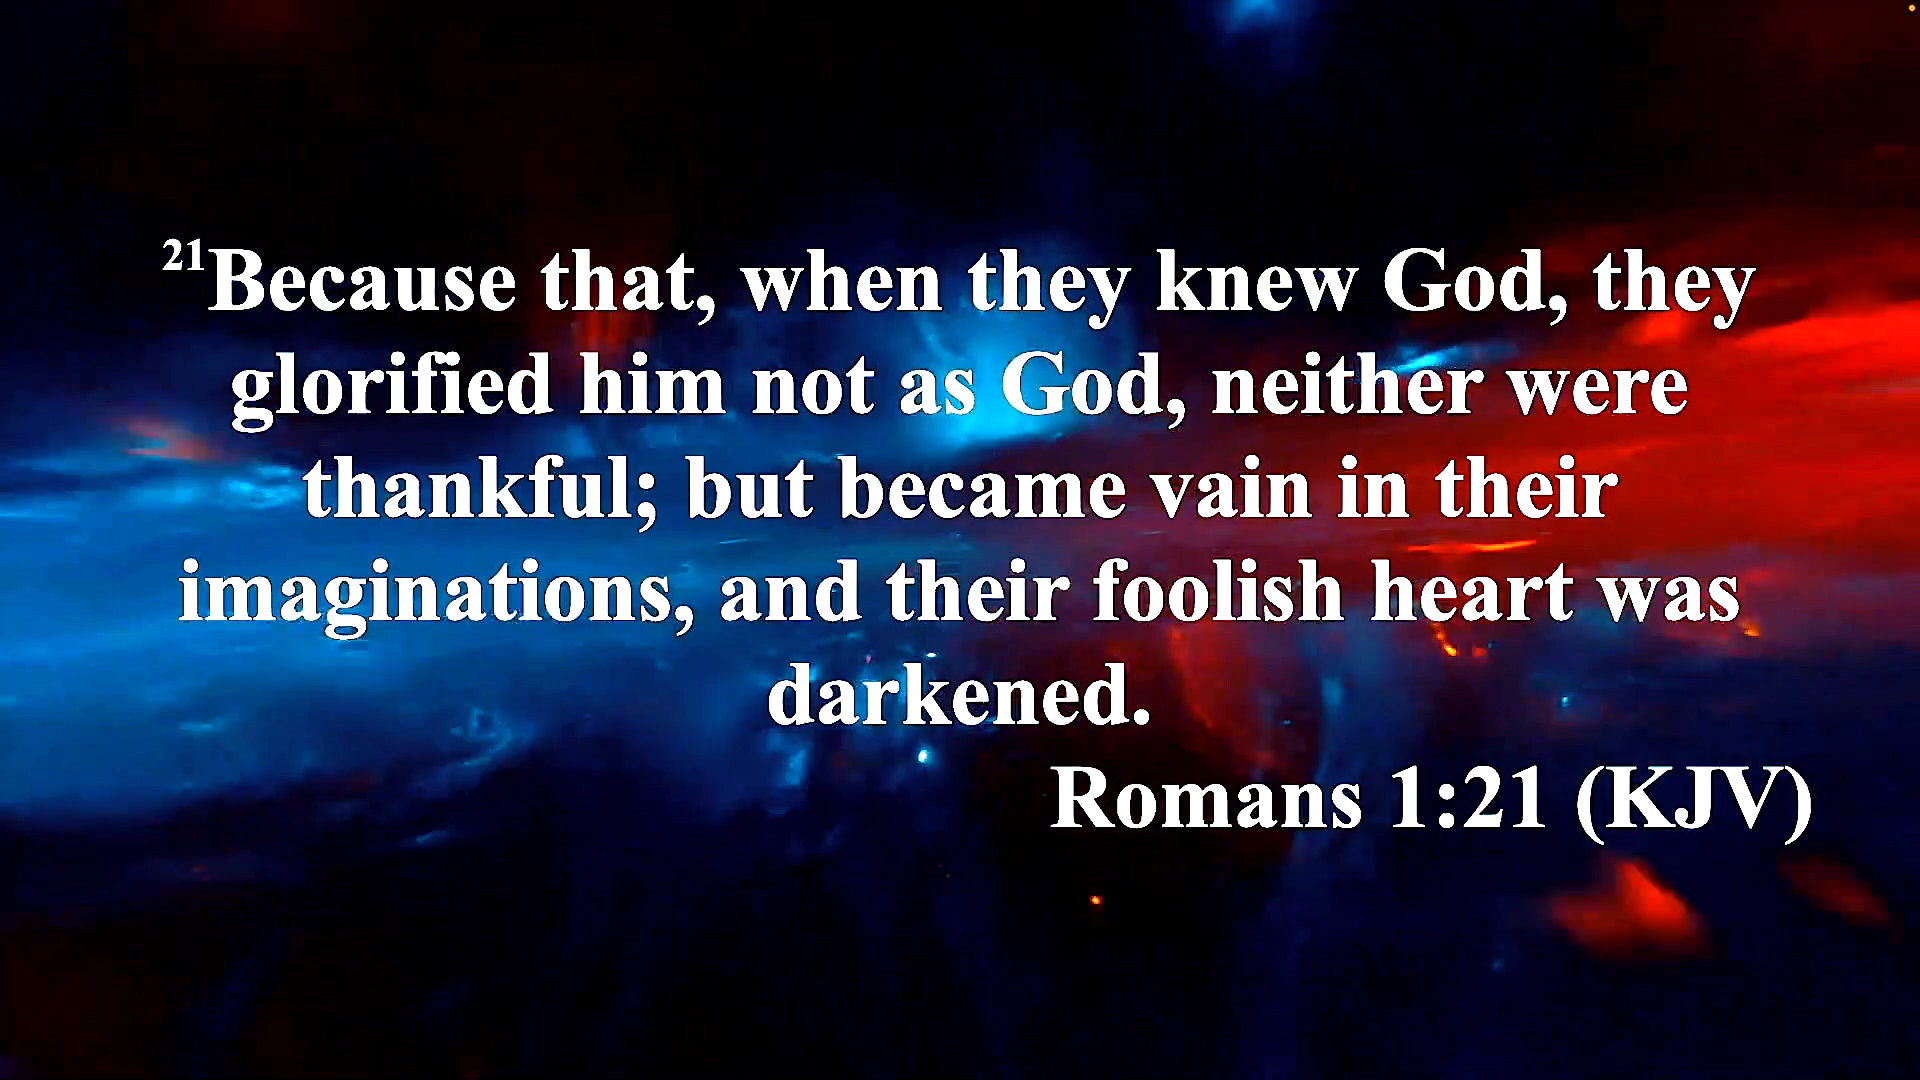 21Because that, when they knew God, they
glorified him not as God, neither were
thankful; but became vain in their
imaginations, and their foolish heart was
darkened.
Romans 1:21 (KJV)